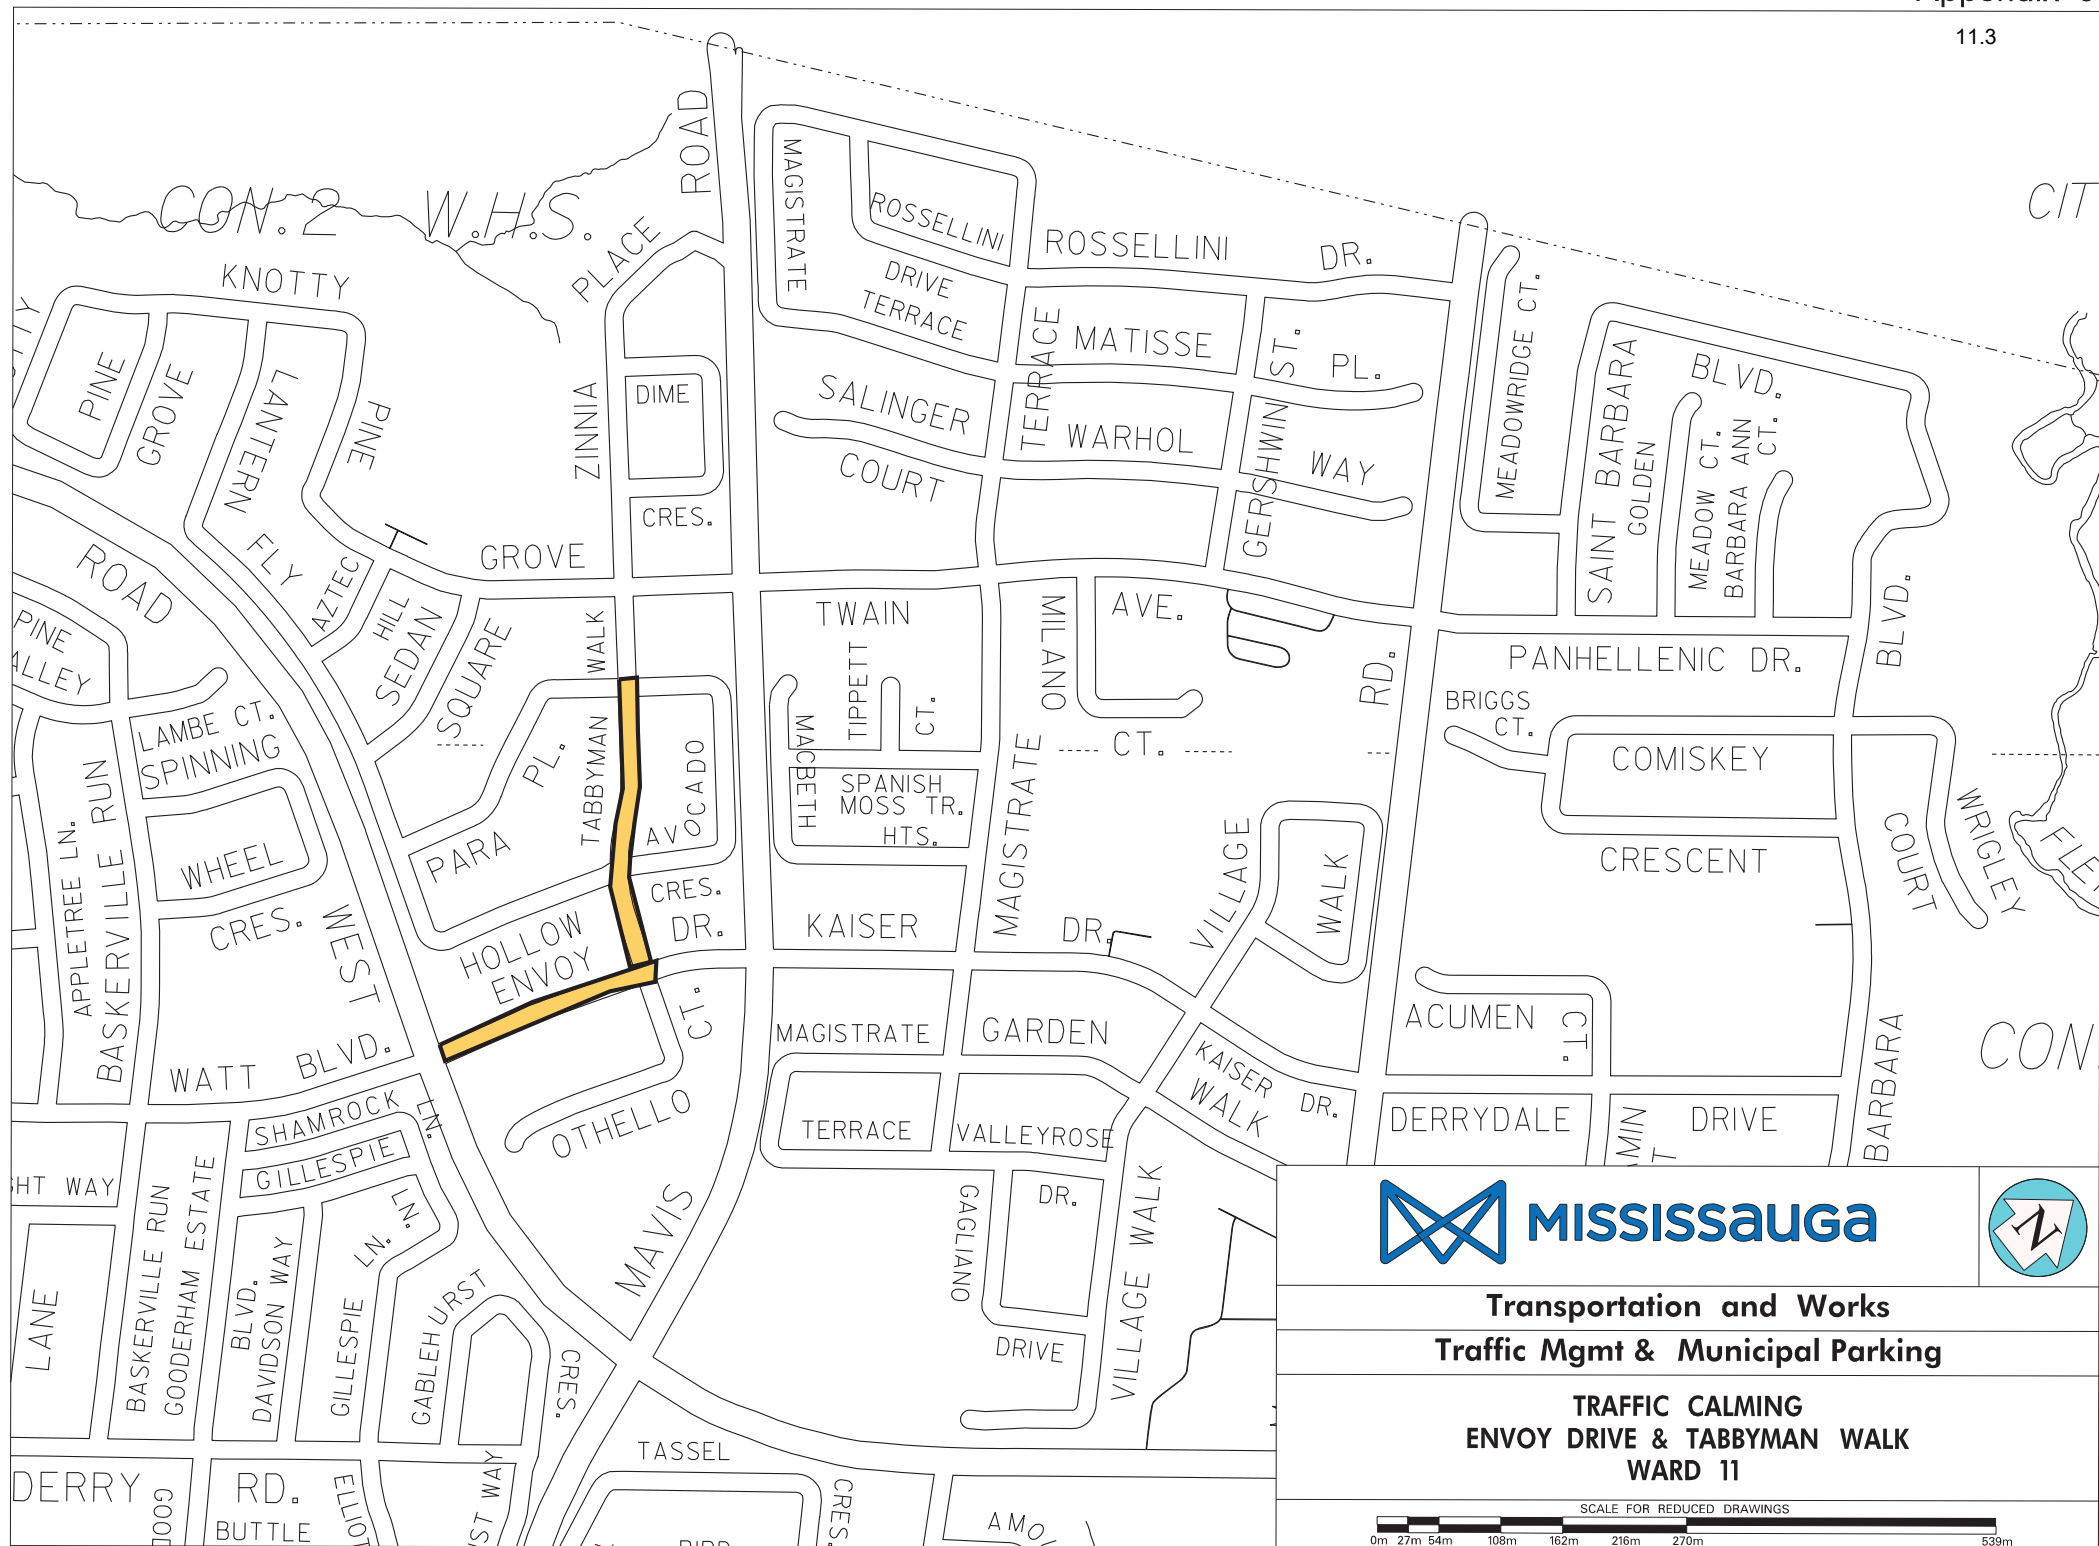 11.3
CON. 2 W.H.S.
CIT
MAGISTRATE
ROSSELLINI
ROSSELLINI DR.
ROAD
PLACE
KNOTTY
DRIVE
TERRACE
TERRACE
MATISSE
ST.
PL.
MEADOWRIDGE CT.
SAINT BARBARA
BLVD.
PINE
GROVE
LANTERN
PINE
ZINNIA
DIME
SALINGER
WARHOL
GERSHWIN
WAY
GOLDEN
MEADOW CT.
BARBARA ANN
CT.
COURT
CRES.
FLY
AZTEC
GROVE
ROAD
HILL
SEDAN
SQUARE
WALK
TWAIN
MILANO
AVE.
BLVD.
PINE
TIPPETT
CT.
RD.
PANHELLENIC DR.
BRIGGS
CT.
LAMBE CT.
SPINNING
PL.
TABBYMAN
AVOCADO
MACBETH
MAGISTRATE
CT.
COMISKEY
SPANISH
MOSS TR.
HTS.
APPLETREE LN.
BASKERVILLE RUN
WHEEL
PARA
VILLAGE
WALK
CRESCENT
COURT
WRIGLEY
CRES.
WEST
HOLLOW
ENVOY
CRES.
DR.
KAISER
DR.
CT.
ACUMEN
CT.
MAGISTRATE
GARDEN
KAISER
DR.
WALK
CON.
WATT BLVD.
SHAMROCK
LN.
OTHELLO
TERRACE
VALLEYROSE
DERRYDALE
DRIVE
BARBARA
GILLESPIE
LN.
HT WAY
BASKERVILLE RUN
GOODERHAM ESTATE
BLVD.
DAVIDSON WAY
LN.
GILLESPIE
MAVIS
GAGLIANO
DR.
VILLAGE WALK
LANE
GABLEHURST
CRES.
DRIVE
MISSISSAUGA
N
Transportation and Works
Traffic Mgmt & Municipal Parking
TRAFFIC CALMING
ENVOY DRIVE & TABBYMAN WALK
WARD 11
TASSEL
CRES.
DERRY
RD.
BUTTLE
SCALE FOR REDUCED DRAWINGS
0m 27m 54m 108m 162m 216m 270m 539m